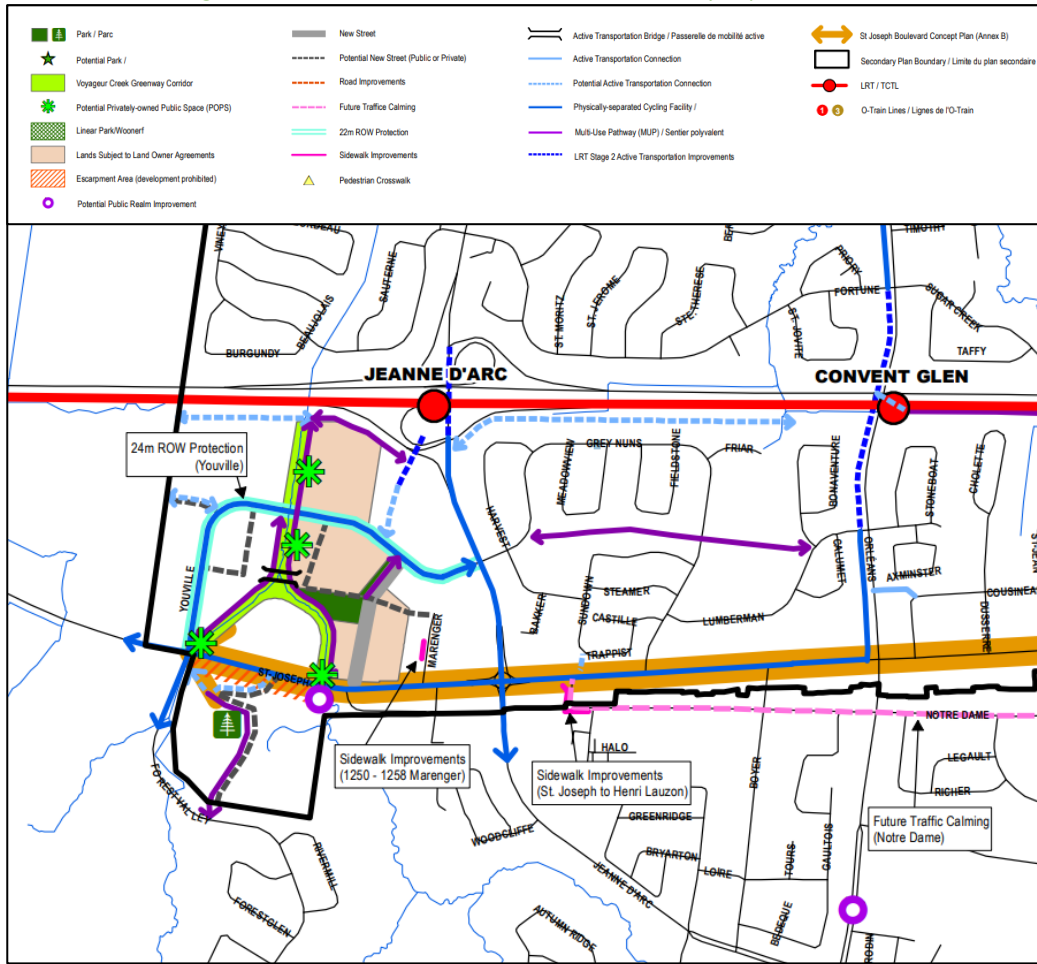 Park / Parc
Potential Park /
Voyageur Creek Greenway Corridor
Potential Privately-owned Public Space (POPS)
Linear Park/Woonerf
Lands Subject to Land Owner Agreements
Escarpment Area (development prohibited)
Potential Public Realm Improvement
New Street
Potential New Street (Public or Private)
Road Improvements
Future Traffice Calming
22m ROW Protection
Sidewalk Improvements
Pedestrian Crosswalk
Active Transportation Bridge / Passerelle de mobilité active
Active Transportation Connection
Potential Active Transportation Connection
Physically-separated Cycling Facility /
Multi-Use Pathway (MUP) / Sentier polyvalent
LRT Stage 2 Active Transportation Improvements
St Joseph Boulevard Concept Plan (Annex B)
Secondary Plan Boundary / Limite du plan secondaire
LRT / TCTL
1 3 O-Train Lines / Lignes de l'O-Train
TIMOTHY
BEAUJOLAIS
SAUTERNE
BURGUNDY
ST. MORITZ
ST. JEROME
STE. THERESE
PRIORY
FORTUNE
ST. JOVITE
SUGAR CREEK
TAFFY
JEANNE D'ARC
CONVENT GLEN
24m ROW Protection
(Youville)
YOUVILLE
HARVEST
MEADOWVIEW
GREY NUNS
FIELDSTONE
FRIAR
BONAVENTURE
CALUMET
ORLÉANS
STONEBOAT
CHOLETTE
AXMINSTER
COUSINEAU
DUSSERE
BAKKER
SUNDOWN
STEAMER
CASTILLE
TRAPPIST
LUMBERMAN
MARENGER
ST-JOSEPH
Sidewalk Improvements
(1250 - 1258 Marenger)
Sidewalk Improvements
(St. Joseph to Henri Lauzon)
Future Traffic Calming
(Notre Dame)
NOTRE DAME
LEGAULT
RICHER
HALO
BOYER
GREENRIDGE
BRYARTON
LOIRE
TOURS
GAULTOIS
BEDEQUE
ROBIN
WOODCLIFFE
JEANNE D'ARC
AUTUMN RIDGE
FOREST VALLEY
RIVERMILL
FORESTGLEN